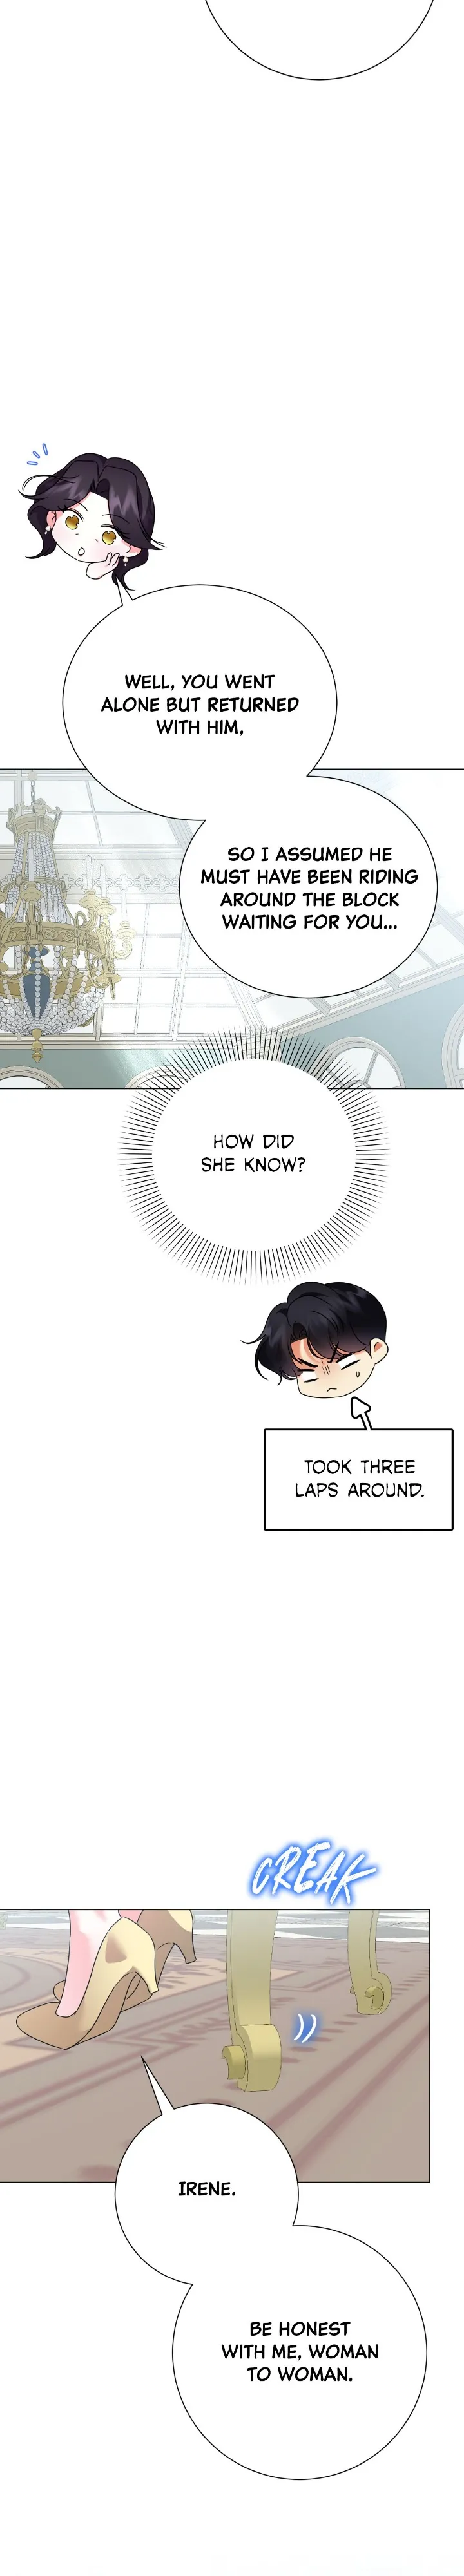 WELL, YOU WENT
ALONE BUT RETURNED
WITH HIM,
SO I ASSUMED HE
MUST HAVE BEEN RIDING
AROUND THE BLOCK
WAITING FOR YOU...
HOW DID
SHE KNOW?
TOOK THREE
LAPS AROUND.
CREAK
IRENE.
BE HONEST
WITH ME, WOMAN
TO WOMAN.